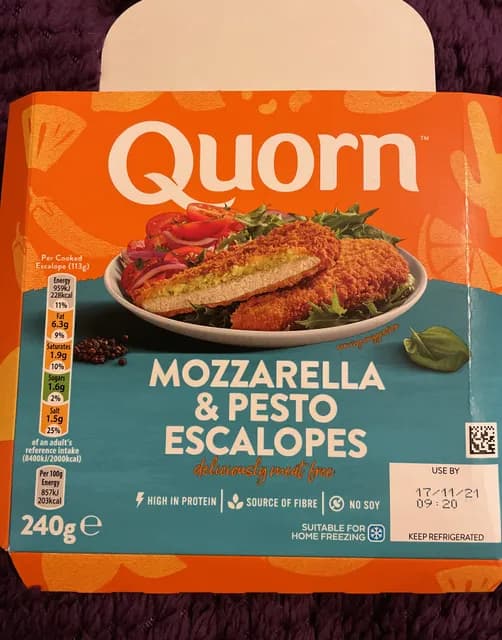 Quorn™
Per Cooked
Escalope (113g)
Energy
959kJ
228kcal
11%
Fat
6.3g
9%
Saturates
1.9g
10%
Sugars
1.6g
2%
Salt
1.5g
25%
of an adult's
reference intake
(8400kJ/2000kcal)
Per 100g
Energy
857kJ
203kcal
MOZZARELLA
& PESTO
ESCALOPES
deliciously meat free
HIGH IN PROTEIN
SOURCE OF FIBRE
NO SOY
240g e
SUITABLE FOR
HOME FREEZING
USE BY
17/11/21
09:20
KEEP REFRIGERATED